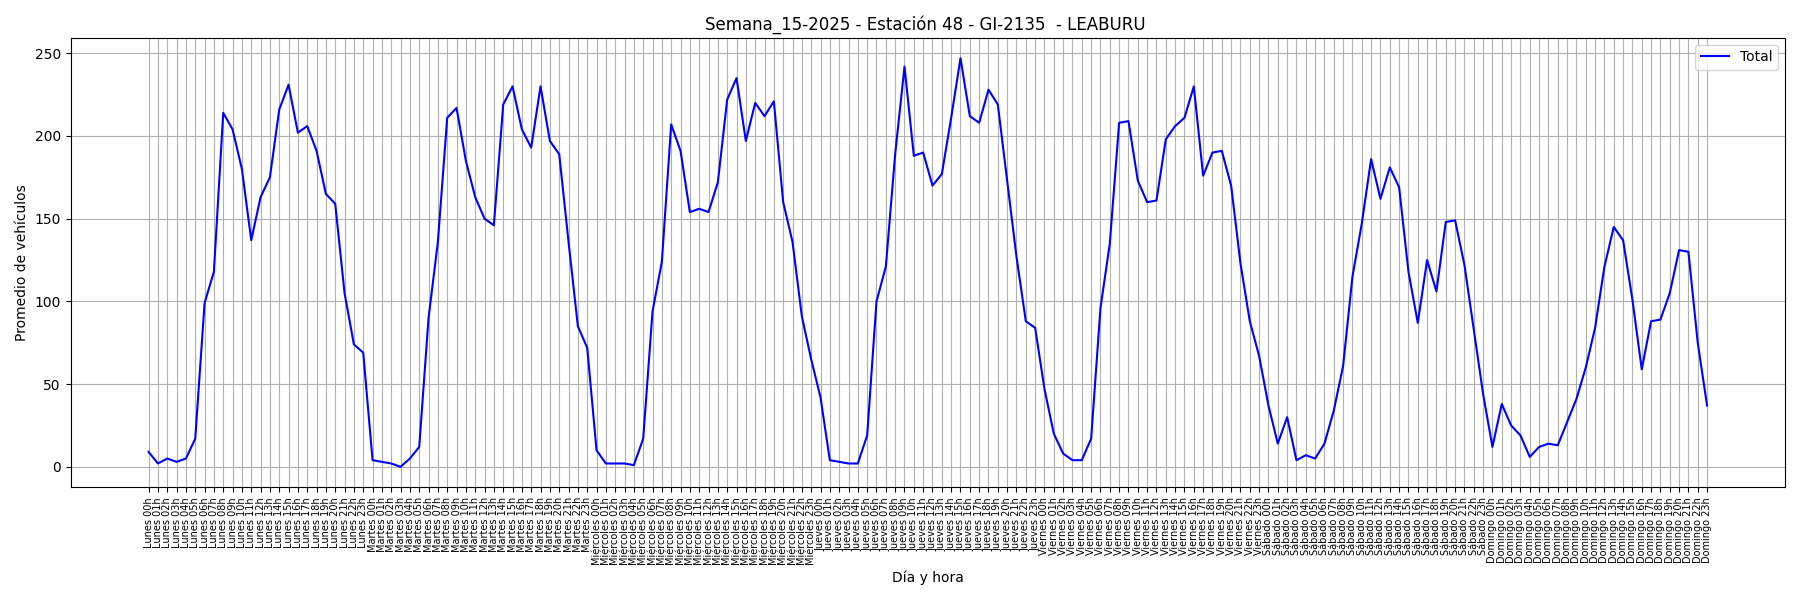 Semana_15-2025 - Estación 48 - GI-2135  - LEABURU
Total
Promedio de vehículos
250
200
150
100
50
0
Lunes 00h
Lunes 01h
Lunes 02h
Lunes 03h
Lunes 04h
Lunes 05h
Lunes 06h
Lunes 07h
Lunes 08h
Lunes 09h
Lunes 10h
Lunes 11h
Lunes 12h
Lunes 13h
Lunes 14h
Lunes 15h
Lunes 16h
Lunes 17h
Lunes 18h
Lunes 19h
Lunes 20h
Lunes 21h
Lunes 22h
Lunes 23h
Martes 00h
Martes 01h
Martes 02h
Martes 03h
Martes 04h
Martes 05h
Martes 06h
Martes 07h
Martes 08h
Martes 09h
Martes 10h
Martes 11h
Martes 12h
Martes 13h
Martes 14h
Martes 15h
Martes 16h
Martes 17h
Martes 18h
Martes 19h
Martes 20h
Martes 21h
Martes 22h
Martes 23h
Miércoles 00h
Miércoles 01h
Miércoles 02h
Miércoles 03h
Miércoles 04h
Miércoles 05h
Miércoles 06h
Miércoles 07h
Miércoles 08h
Miércoles 09h
Miércoles 10h
Miércoles 11h
Miércoles 12h
Miércoles 13h
Miércoles 14h
Miércoles 15h
Miércoles 16h
Miércoles 17h
Miércoles 18h
Miércoles 19h
Miércoles 20h
Miércoles 21h
Miércoles 22h
Miércoles 23h
Jueves 00h
Jueves 01h
Jueves 02h
Jueves 03h
Jueves 04h
Jueves 05h
Jueves 06h
Jueves 07h
Jueves 08h
Jueves 09h
Jueves 10h
Jueves 11h
Jueves 12h
Jueves 13h
Jueves 14h
Jueves 15h
Jueves 16h
Jueves 17h
Jueves 18h
Jueves 19h
Jueves 20h
Jueves 21h
Jueves 22h
Jueves 23h
Viernes 00h
Viernes 01h
Viernes 02h
Viernes 03h
Viernes 04h
Viernes 05h
Viernes 06h
Viernes 07h
Viernes 08h
Viernes 09h
Viernes 10h
Viernes 11h
Viernes 12h
Viernes 13h
Viernes 14h
Viernes 15h
Viernes 16h
Viernes 17h
Viernes 18h
Viernes 19h
Viernes 20h
Viernes 21h
Viernes 22h
Viernes 23h
Sábado 00h
Sábado 01h
Sábado 02h
Sábado 03h
Sábado 04h
Sábado 05h
Sábado 06h
Sábado 07h
Sábado 08h
Sábado 09h
Sábado 10h
Sábado 11h
Sábado 12h
Sábado 13h
Sábado 14h
Sábado 15h
Sábado 16h
Sábado 17h
Sábado 18h
Sábado 19h
Sábado 20h
Sábado 21h
Sábado 22h
Sábado 23h
Domingo 00h
Domingo 01h
Domingo 02h
Domingo 03h
Domingo 04h
Domingo 05h
Domingo 06h
Domingo 07h
Domingo 08h
Domingo 09h
Domingo 10h
Domingo 11h
Domingo 12h
Domingo 13h
Domingo 14h
Domingo 15h
Domingo 16h
Domingo 17h
Domingo 18h
Domingo 19h
Domingo 20h
Domingo 21h
Domingo 22h
Domingo 23h
Día y hora